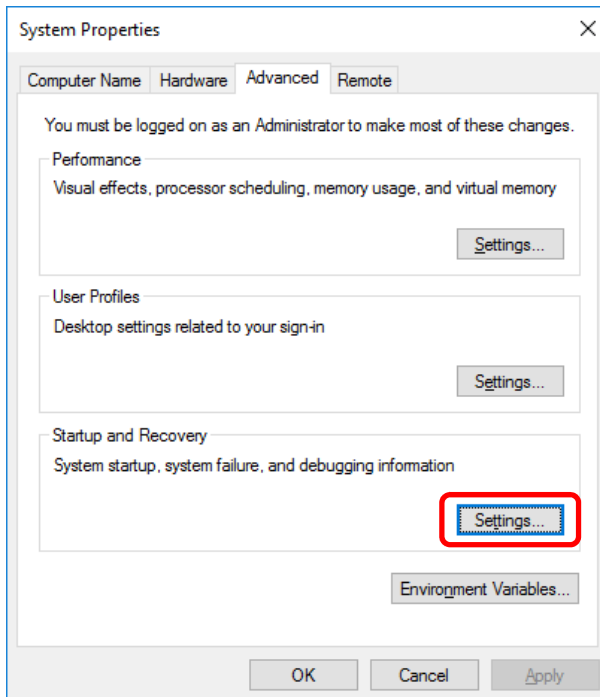 System Properties
Computer Name Hardware Advanced Remote
You must be logged on as an Administrator to make most of these changes.
Performance
Visual effects, processor scheduling, memory usage, and virtual memory
Settings...
User Profiles
Desktop settings related to your sign-in
Settings...
Startup and Recovery
System startup, system failure, and debugging information
Settings...
Environment Variables...
OK Cancel Apply